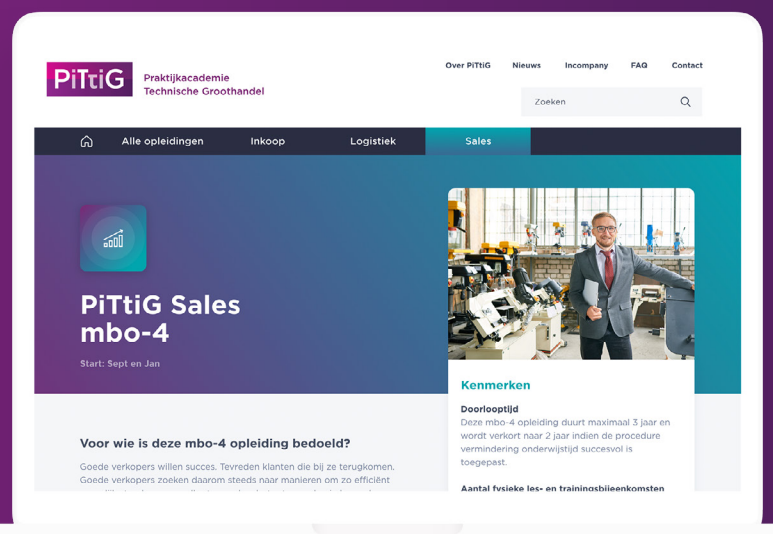 PiTtiG
Praktijkacademie
Technische Groothandel
Over PiTtiG
Nieuws
Incompany
FAQ
Contact
Zoeken
Alle opleidingen
Inkoop
Logistiek
Sales
PiTtiG Sales
mbo-4
Start: Sept en Jan
Voor wie is deze mbo-4 opleiding bedoeld?
Goede verkopers willen succes. Tevreden klanten die bij ze terugkomen.
Goede verkopers zoeken daarom steeds naar manieren om zo efficiënt
Kenmerken
Doorlooptijd
Deze mbo-4 opleiding duurt maximaal 3 jaar en
wordt verkort naar 2 jaar indien de procedure
vermindering onderwijstijd succesvol is
toegepast.
Aantal fysieke les- en trainingsbijeenkomsten